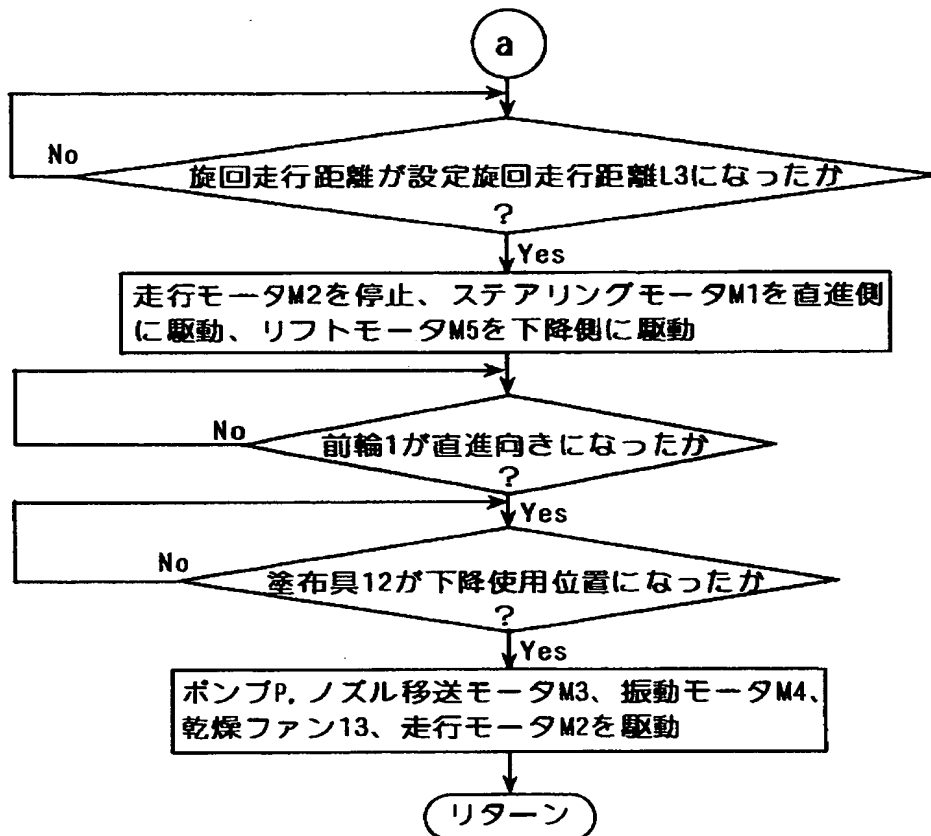 a
No
旋回走行距離が設定旋回走行距離L3になったか
?
Yes
走行モータM2を停止、ステアリングモータM1を直進側
に駆動、リフトモータM5を下降側に駆動
No
前輪1が直進向きになったか
?
Yes
No
塗布具12が下降使用位置になったか
?
Yes
ポンプP,ノズル移送モータM3、振動モータM4、
乾燥ファン13、走行モータM2を駆動
リターン